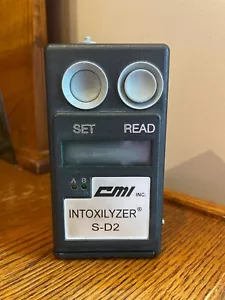 SET READ
A B
CMI INC.
INTOXILYZER®
S-D2